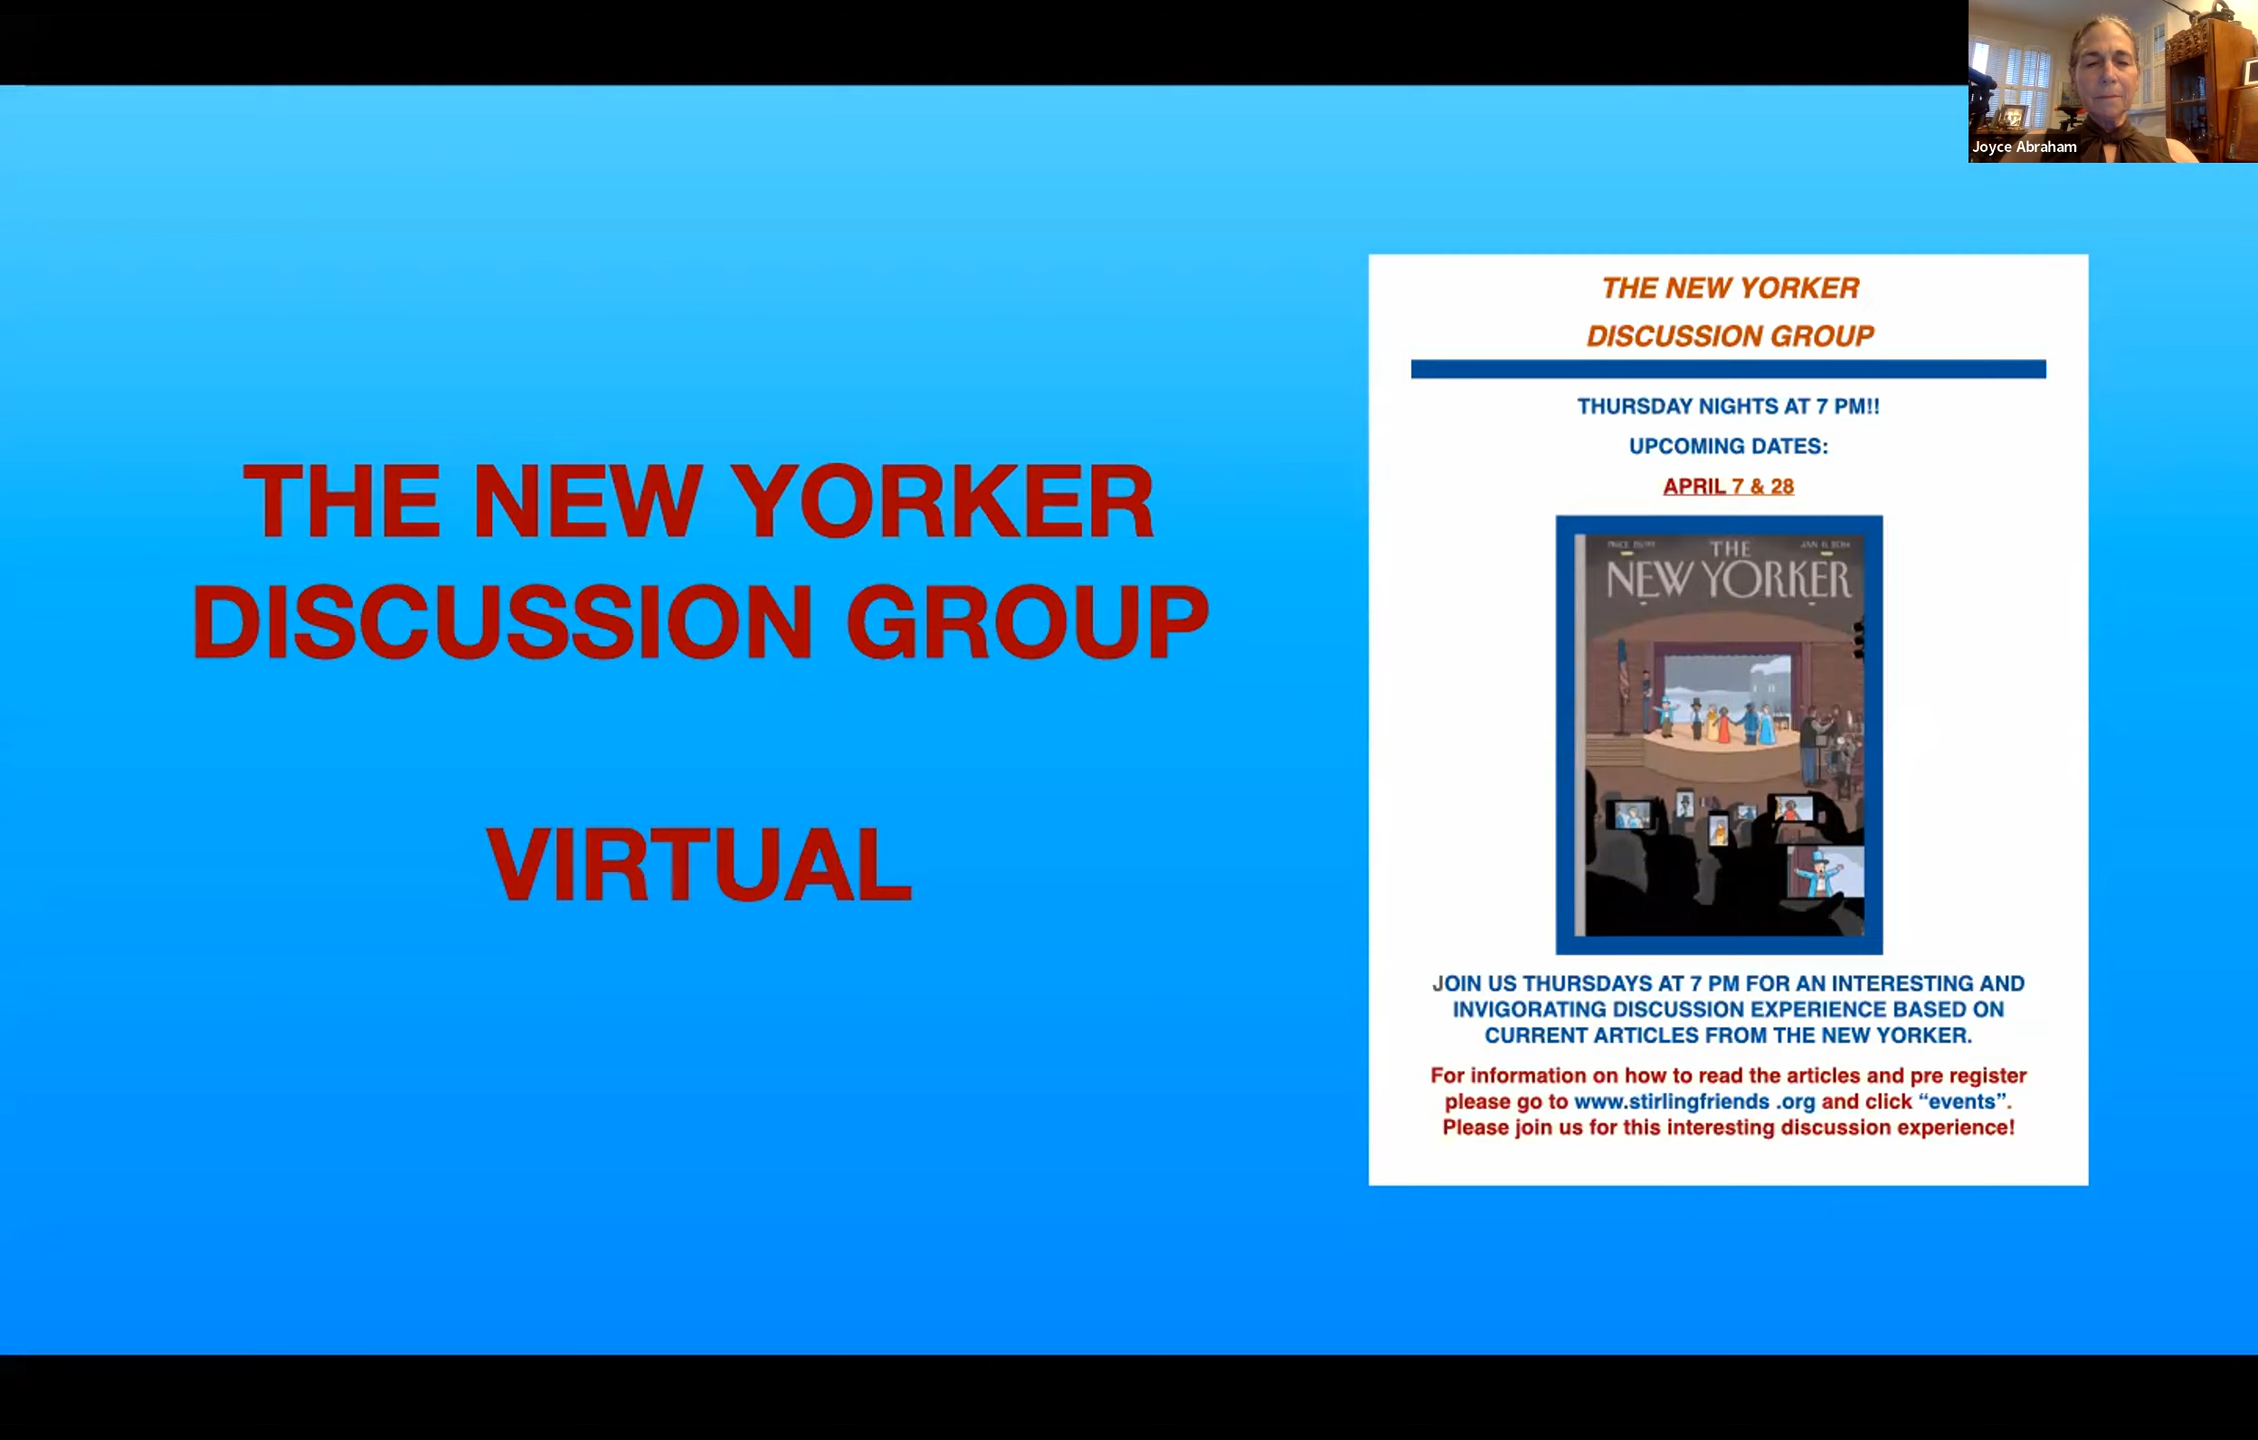 Joyce Abraham
THE NEW YORKER
DISCUSSION GROUP
VIRTUAL
THE NEW YORKER
DISCUSSION GROUP
THURSDAY NIGHTS AT 7 PM!!
UPCOMING DATES:
APRIL 7 & 28
THE
NEW YORKER
JOIN US THURSDAYS AT 7 PM FOR AN INTERESTING AND
INVIGORATING DISCUSSION EXPERIENCE BASED ON
CURRENT ARTICLES FROM THE NEW YORKER.
For information on how to read the articles and pre register
please go to www.stirlingfriends .org and click “events”.
Please join us for this interesting discussion experience!